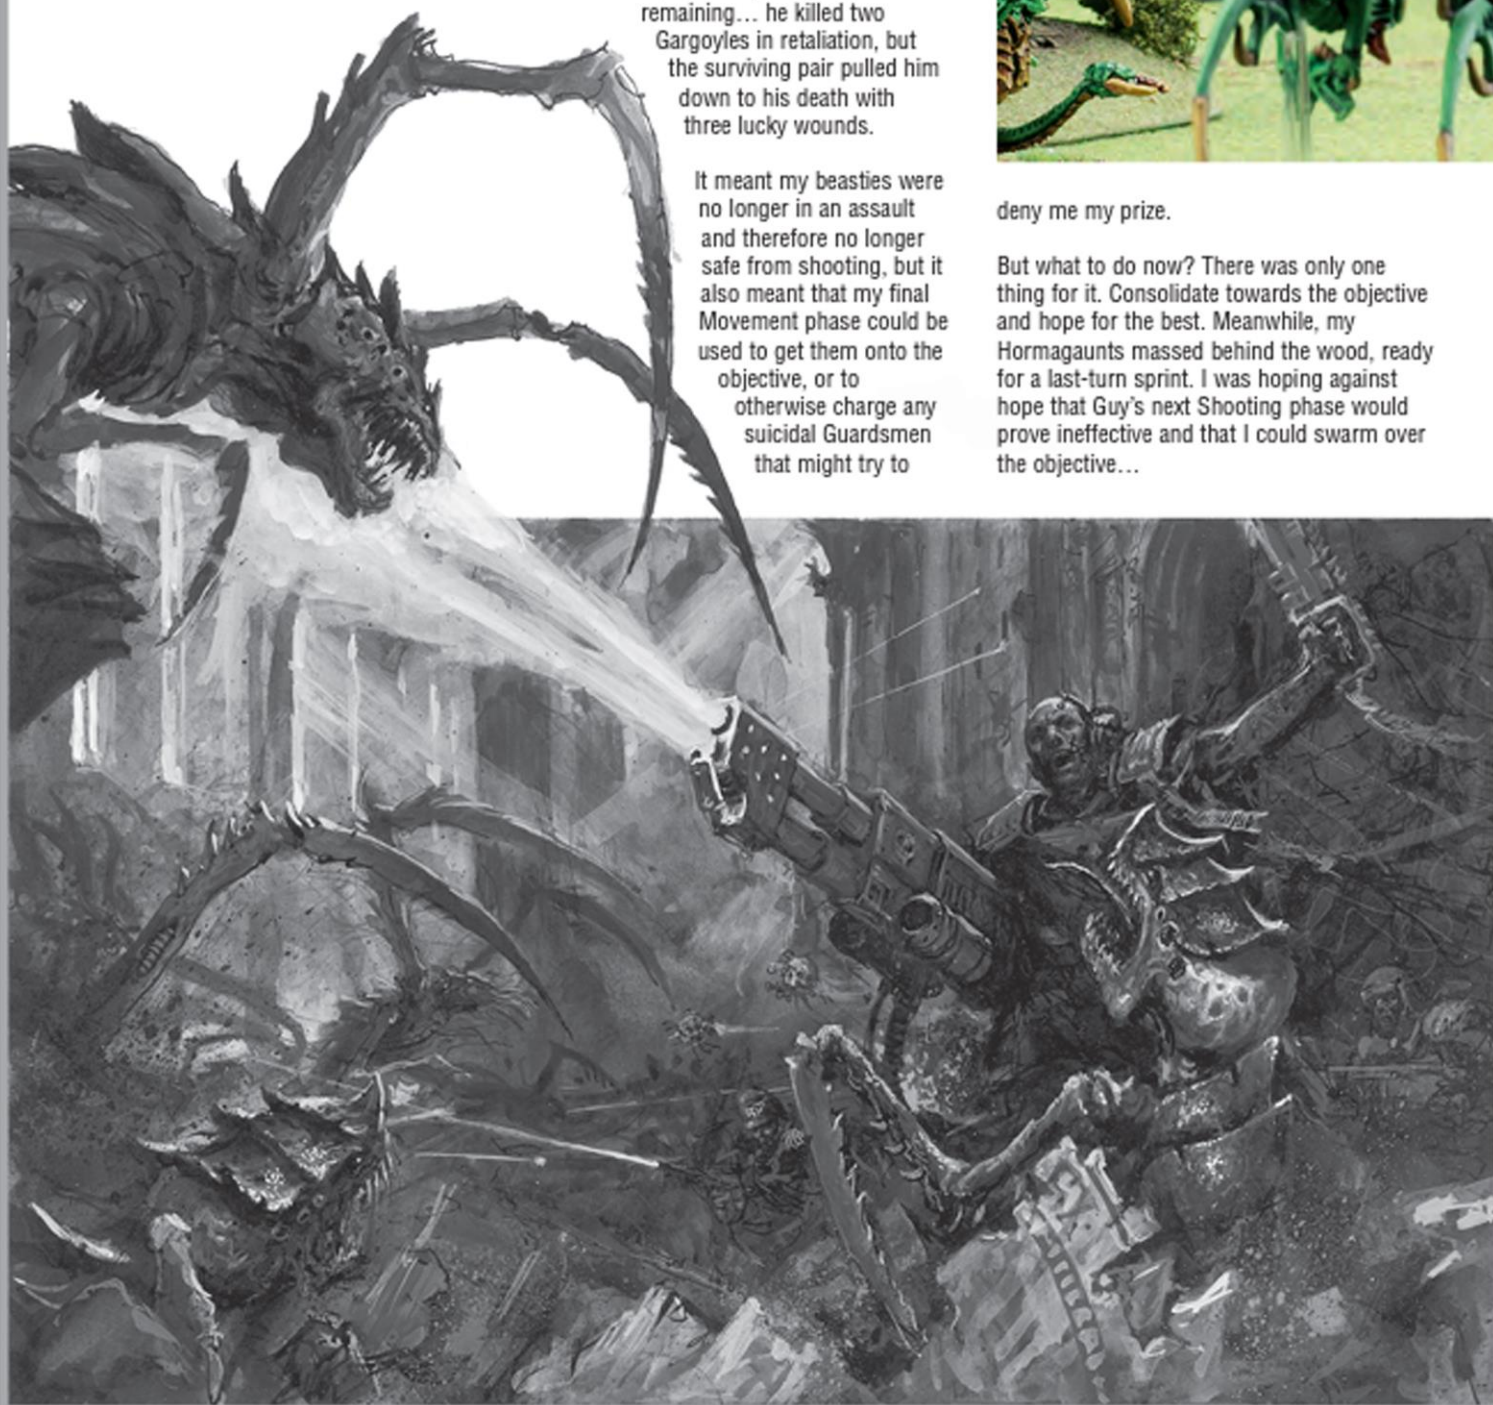 remaining… he killed two
Gargoyles in retaliation, but
the surviving pair pulled him
down to his death with
three lucky wounds.
It meant my beasties were
no longer in an assault
and therefore no longer
safe from shooting, but it
also meant that my final
Movement phase could be
used to get them onto the
objective, or to
otherwise charge any
suicidal Guardsmen
that might try to
deny me my prize.
But what to do now? There was only one
thing for it. Consolidate towards the objective
and hope for the best. Meanwhile, my
Hormagaunts massed behind the wood, ready
for a last-turn sprint. I was hoping against
hope that Guy’s next Shooting phase would
prove ineffective and that I could swarm over
the objective…